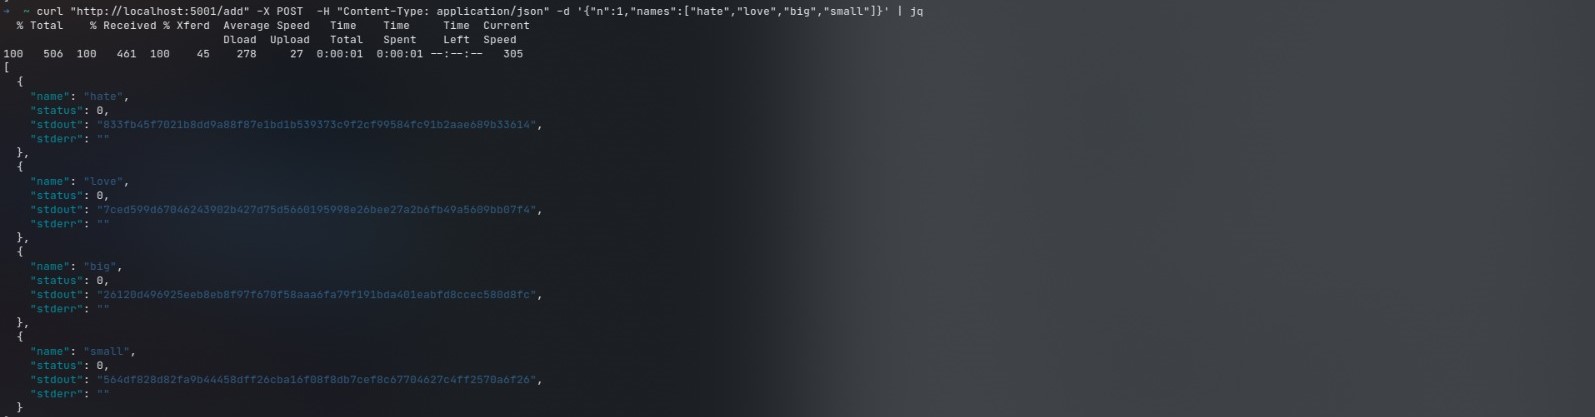 → ~ curl "http://localhost:5001/add" -X POST  -H "Content-Type: application/json" -d '{"n":1,"names":["hate","love","big","small"]}' | jq
  % Total    % Received % Xferd  Average Speed   Time    Time     Time  Current
                                 Dload  Upload   Total   Spent    Left  Speed
100   506  100   461  100    45    278     27  0:00:01  0:00:01 --:--:--   305
[
  {
    "name": "hate",
    "status": 0,
    "stdout": "833fb45f7021b8dd9a88f87e1bd1b539373c9f2cf99584fc91b2aae689b33614",
    "stderr": ""
  },
  {
    "name": "love",
    "status": 0,
    "stdout": "7ced599d67046243902b427d75d5660195998e26bee27a2b6fb49a5609bb07f4",
    "stderr": ""
  },
  {
    "name": "big",
    "status": 0,
    "stdout": "26120d496925eeb8eb8f97f670f58aaa6fa79f191bda401eabfd8ccec580d8fc",
    "stderr": ""
  },
  {
    "name": "small",
    "status": 0,
    "stdout": "564df828d82fa9b44458dff26cba16f08f8db7cef8c67704627c4ff2570a6f26",
    "stderr": ""
  }